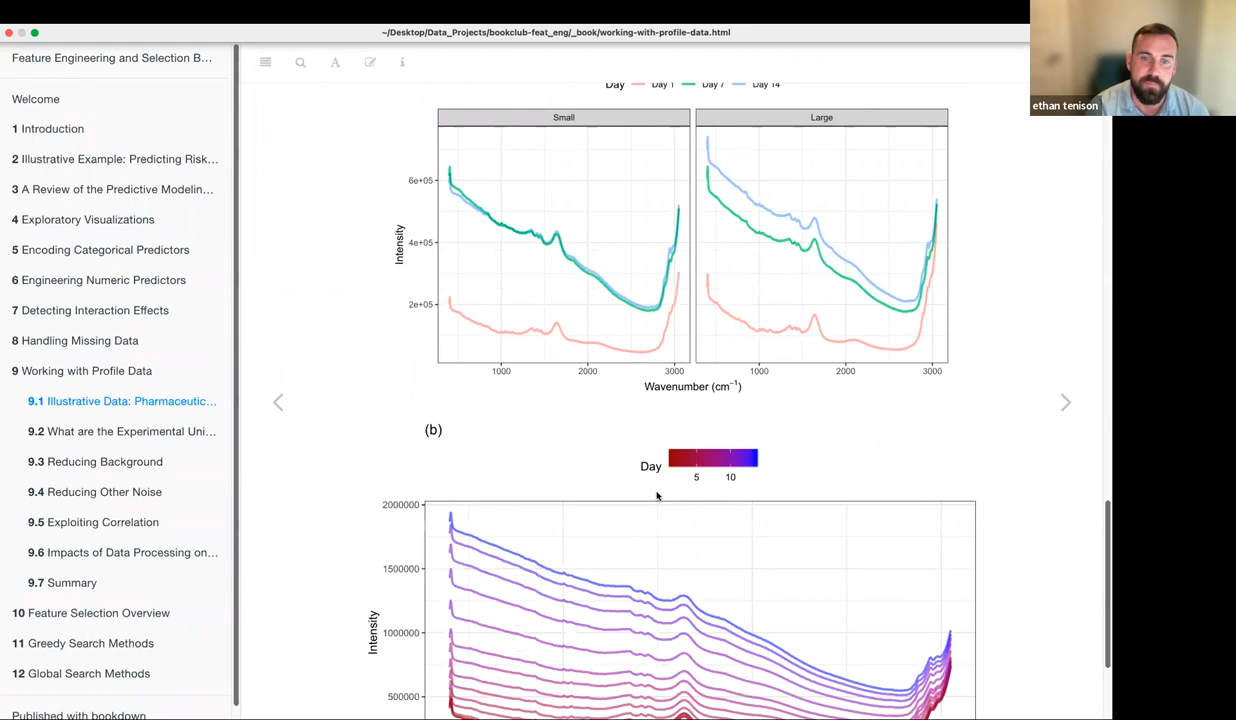 ~/Desktop/Data_Projects/bookclub-feat_eng/_book/working-with-profile-data.html
ethan tenison
Feature Engineering and Selection B...
Welcome
1 Introduction
2 Illustrative Example: Predicting Risk...
3 A Review of the Predictive Modelin...
4 Exploratory Visualizations
5 Encoding Categorical Predictors
6 Engineering Numeric Predictors
7 Detecting Interaction Effects
8 Handling Missing Data
9 Working with Profile Data
9.1 Illustrative Data: Pharmaceutic...
9.2 What are the Experimental Uni...
9.3 Reducing Background
9.4 Reducing Other Noise
9.5 Exploiting Correlation
9.6 Impacts of Data Processing on...
9.7 Summary
10 Feature Selection Overview
11 Greedy Search Methods
12 Global Search Methods
Published with bookdown
A
i
Day Day 1 Day 7 Day 14
Small Large
6e+05
4e+05
2e+05
Intensity
1000 2000 3000 1000 2000 3000
Wavenumber (cm−1)
(b)
Day
5 10
2000000
1500000
1000000
500000
Intensity